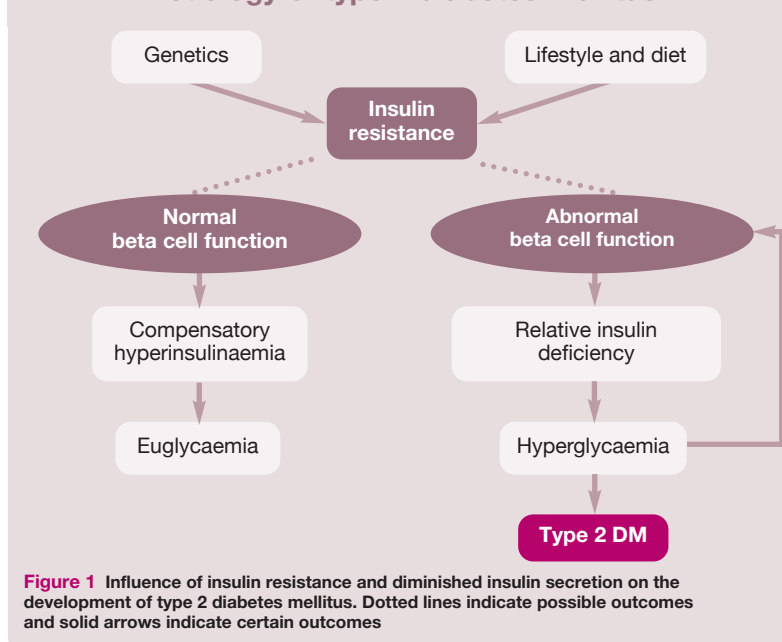 Genetics
Lifestyle and diet
Insulin
resistance
Normal
beta cell function
Abnormal
beta cell function
Compensatory
hyperinsulinaemia
Relative insulin
deficiency
Euglycaemia
Hyperglycaemia
Type 2 DM
Figure 1 Influence of insulin resistance and diminished insulin secretion on the
development of type 2 diabetes mellitus. Dotted lines indicate possible outcomes
and solid arrows indicate certain outcomes